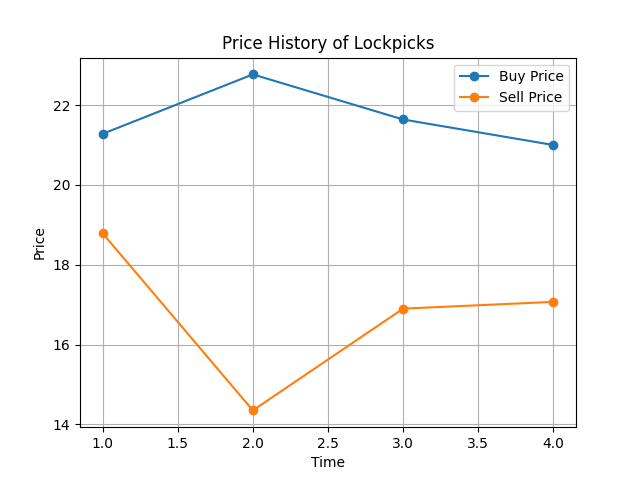 Price History of Lockpicks
Buy Price
Sell Price
22
20
18
16
14
Price
1.0 1.5 2.0 2.5 3.0 3.5 4.0
Time